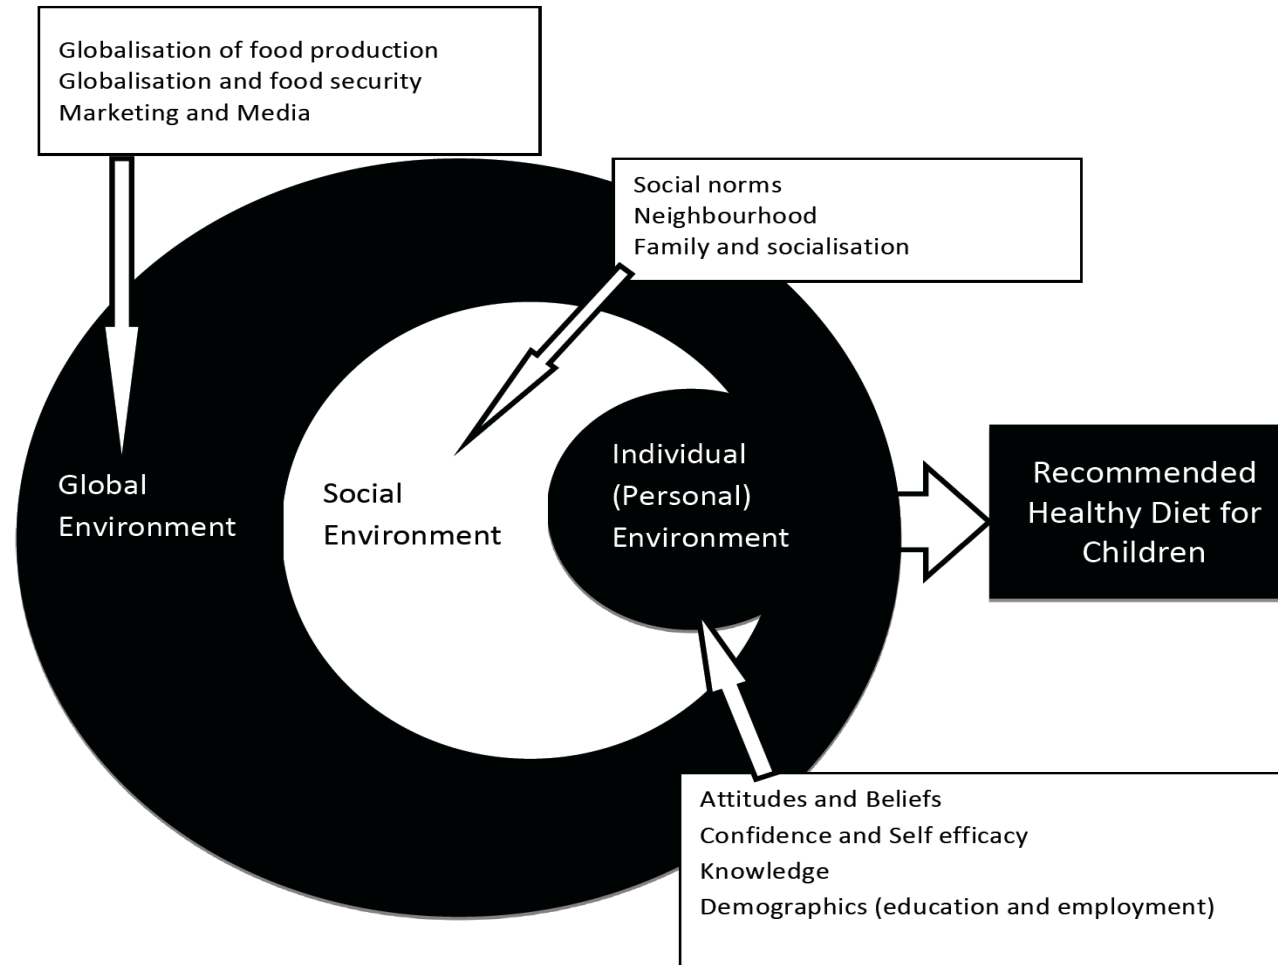 Globalisation of food production
Globalisation and food security
Marketing and Media
Social norms
Neighbourhood
Family and socialisation
Global
Environment
Social
Environment
Individual
(Personal)
Environment
Recommended
Healthy Diet for
Children
Attitudes and Beliefs
Confidence and Self efficacy
Knowledge
Demographics (education and employment)